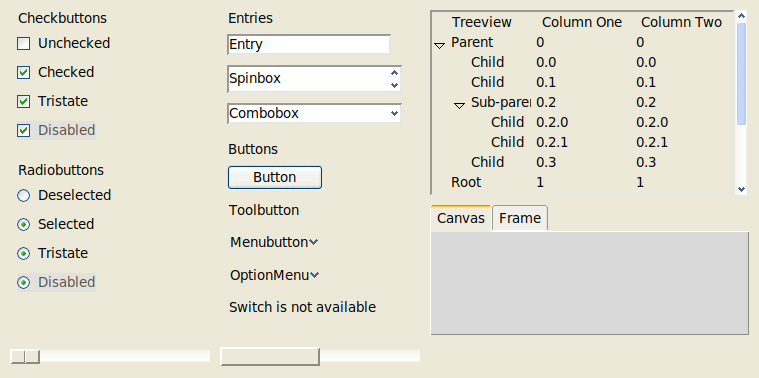 Checkbuttons
Unchecked
Checked
Tristate
Disabled
Radiobuttons
Deselected
Selected
Tristate
Disabled
Entries
Entry
Spinbox
Combobox
Buttons
Button
Toolbutton
Menubutton
OptionMenu
Switch is not available
Treeview Column One Column Two
Parent 0 0
Child 0.0 0.0
Child 0.1 0.1
Sub-paren 0.2 0.2
Child 0.2.0 0.2.0
Child 0.2.1 0.2.1
Child 0.3 0.3
Root 1 1
Canvas Frame